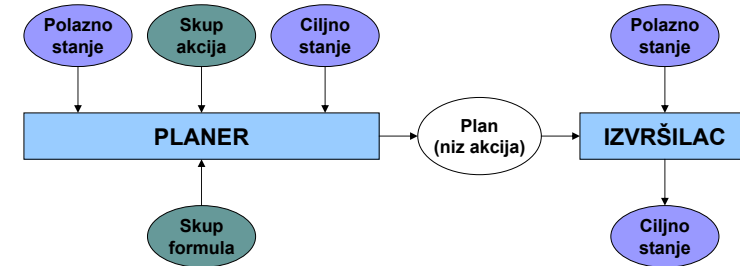 Polazno
stanje
Skup
akcija
Ciljno
stanje
Polazno
stanje
PLANER
Plan
(niz akcija)
IZVRŠILAC
Skup
formula
Ciljno
stanje